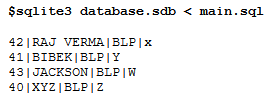 $sqlite3 database.sdb < main.sql
42|RAJ VERMA|BLP|x
41|BIBEK|BLP|Y
43|JACKSON|BLP|W
40|XYZ|BLP|Z